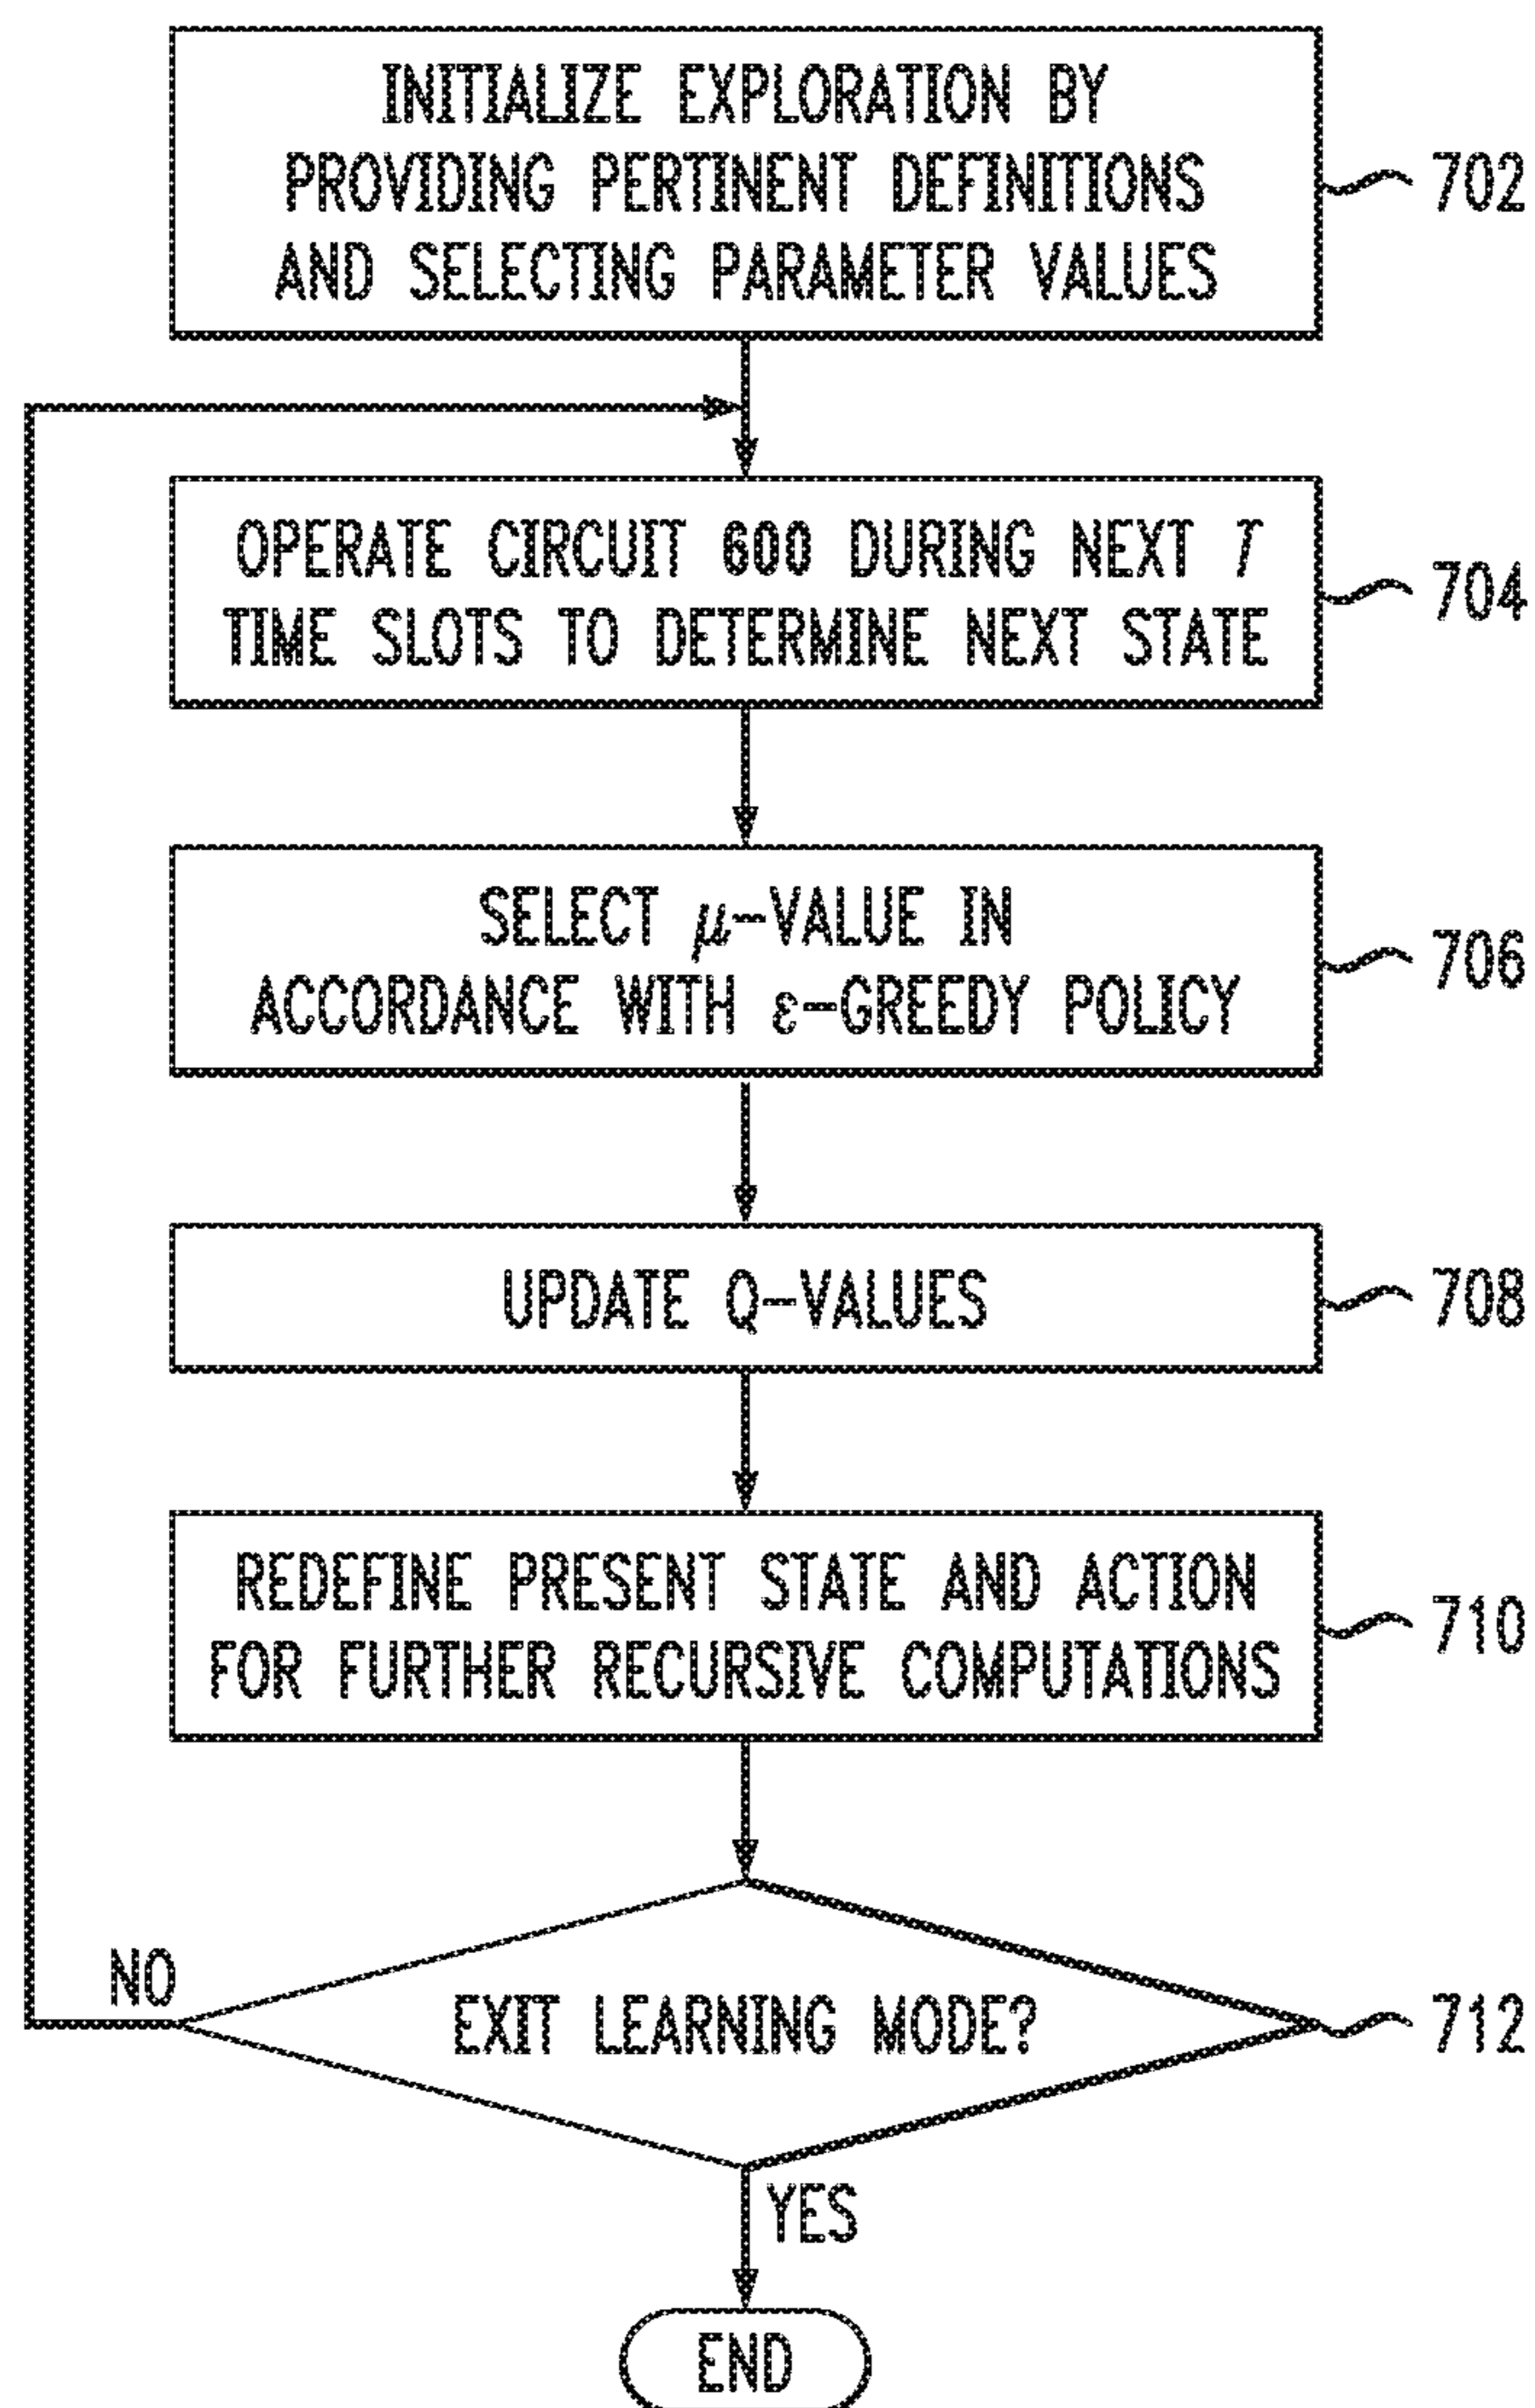 INITIALIZE EXPLORATION BY
PROVIDING PERTINENT DEFINITIONS
AND SELECTING PARAMETER VALUES
702
OPERATE CIRCUIT 600 DURING NEXT T
TIME SLOTS TO DETERMINE NEXT STATE
704
SELECT μ-VALUE IN
ACCORDANCE WITH ε-GREEDY POLICY
706
UPDATE Q-VALUES
708
REDEFINE PRESENT STATE AND ACTION
FOR FURTHER RECURSIVE COMPUTATIONS
710
NO
EXIT LEARNING MODE?
712
YES
END